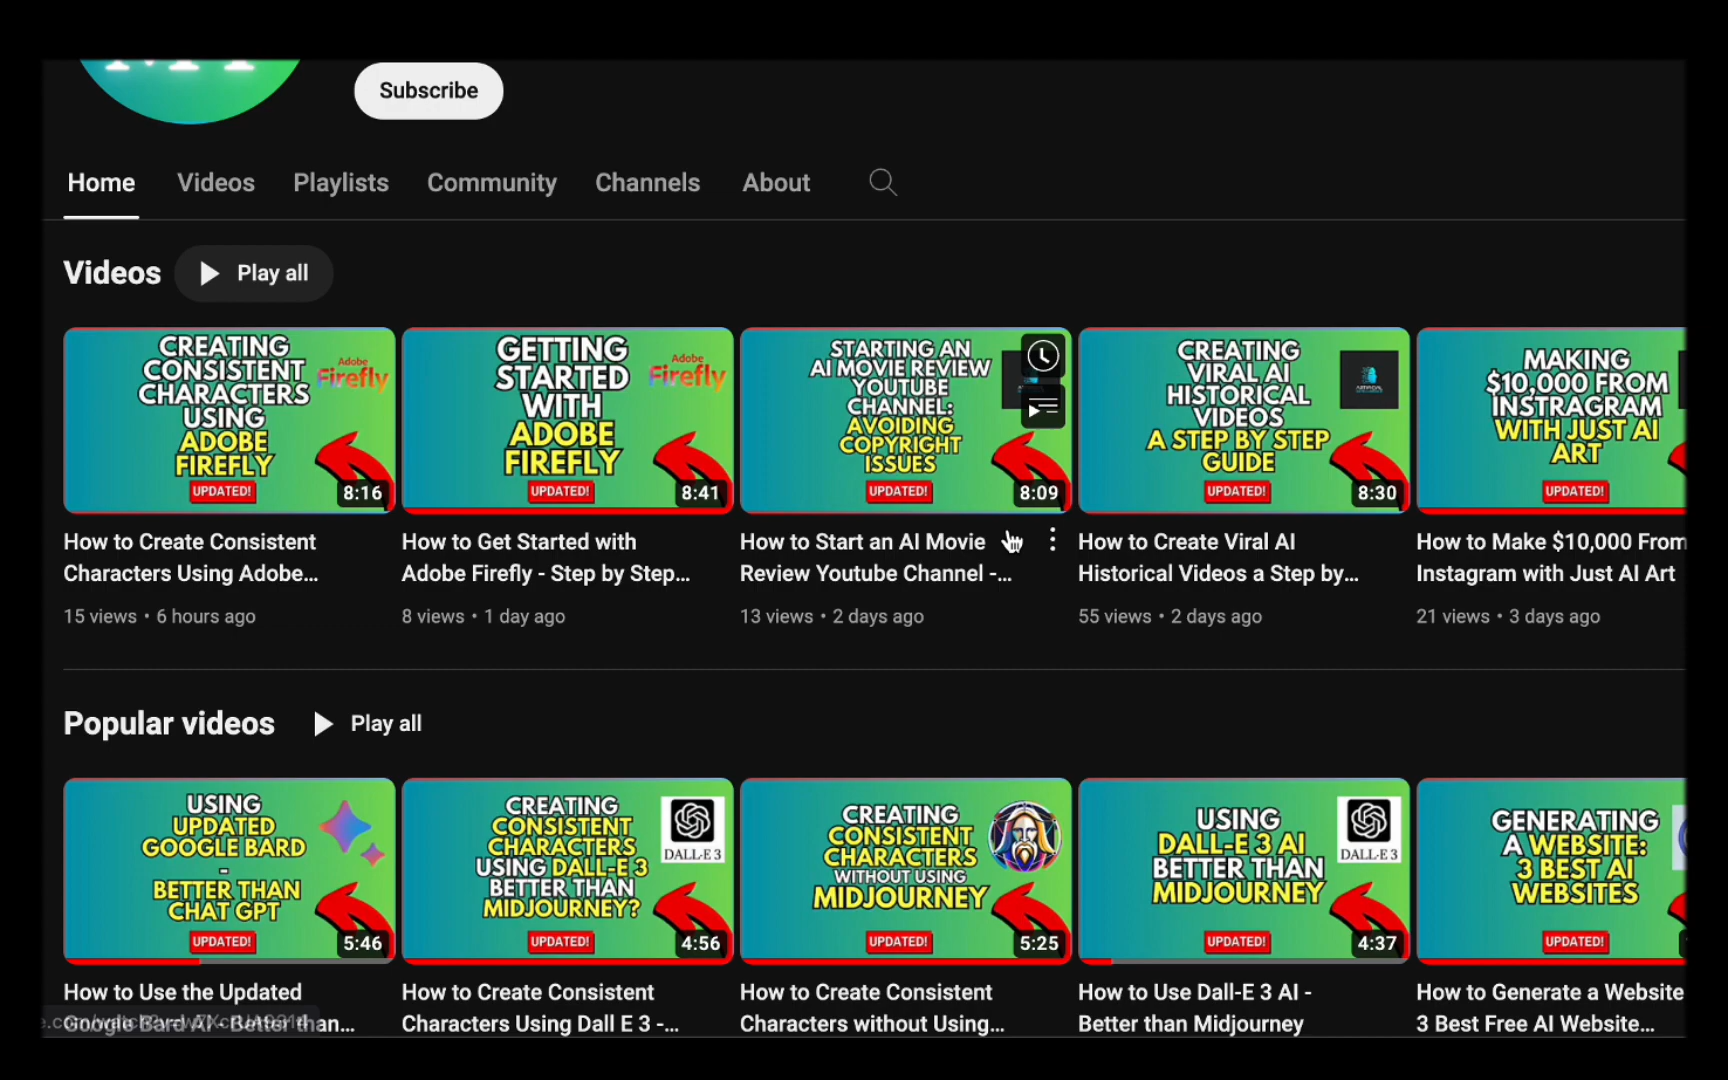 Subscribe
Home Videos Playlists Community Channels About
Videos Play all
CREATING
CONSISTENT
CHARACTERS
USING
ADOBE
FIREFLY
Adobe
Firefly
UPDATED!
8:16
GETTING
STARTED
WITH
ADOBE
FIREFLY
Adobe
Firefly
UPDATED!
8:41
STARTING AN
AI MOVIE REVIEW
YOUTUBE
CHANNEL:
AVOIDING
COPYRIGHT
ISSUES
UPDATED!
8:09
CREATING
VIRAL AI
HISTORICAL
VIDEOS
A STEP BY STEP
GUIDE
UPDATED!
8:30
MAKING
$10,000 FROM
INSTRAGRAM
WITH JUST AI
ART
UPDATED!
How to Create Consistent
Characters Using Adobe...
15 views • 6 hours ago
How to Get Started with
Adobe Firefly - Step by Step...
8 views • 1 day ago
How to Start an AI Movie
Review Youtube Channel -...
13 views • 2 days ago
How to Create Viral AI
Historical Videos a Step by...
55 views • 2 days ago
How to Make $10,000 From
Instagram with Just AI Art
21 views • 3 days ago
Popular videos Play all
USING
UPDATED
GOOGLE BARD
-
BETTER THAN
CHAT GPT
UPDATED!
5:46
CREATING
CONSISTENT
CHARACTERS
USING DALL-E 3
BETTER THAN
MIDJOURNEY?
DALL·E 3
UPDATED!
4:56
CREATING
CONSISTENT
CHARACTERS
WITHOUT USING
MIDJOURNEY
UPDATED!
5:25
USING
DALL-E 3 AI
BETTER THAN
MIDJOURNEY
DALL·E 3
UPDATED!
4:37
GENERATING
A WEBSITE:
3 BEST AI
WEBSITES
UPDATED!
How to Use the Updated
Google Bard AI - Better than...
How to Create Consistent
Characters Using Dall E 3 -...
How to Create Consistent
Characters without Using...
How to Use Dall-E 3 AI -
Better than Midjourney
How to Generate a Website
3 Best Free AI Website...